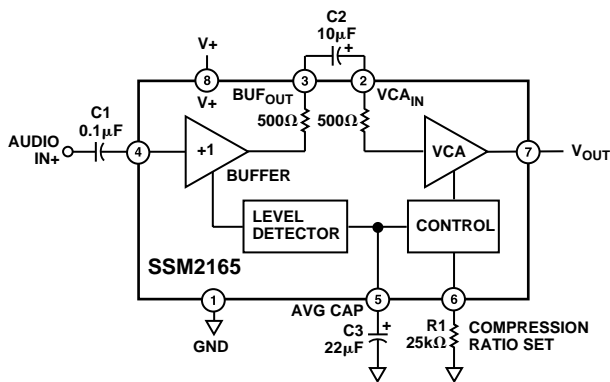 C2
10μF
+
V+
8
V+
3
2
BUFOUT
VCAIN
C1
0.1μF
500Ω
500Ω
AUDIO
IN+
4
+1
BUFFER
VCA
7
VOUT
LEVEL
DETECTOR
CONTROL
SSM2165
1
GND
AVG CAP
5
6
C3
22μF
+
R1
25kΩ
COMPRESSION
RATIO SET